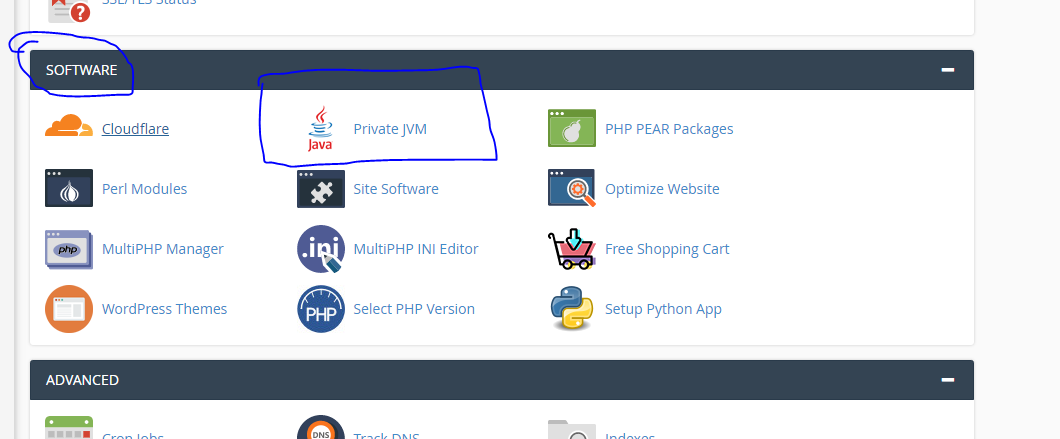 SSL/TLS Status
SOFTWARE
Cloudflare
Java
Private JVM
PHP PEAR Packages
Perl Modules
Site Software
Optimize Website
php
MultiPHP Manager
.ini
MultiPHP INI Editor
Free Shopping Cart
WordPress Themes
PHP
Select PHP Version
Setup Python App
ADVANCED
Cron Jobs
DNS
Track DNS
Indexes